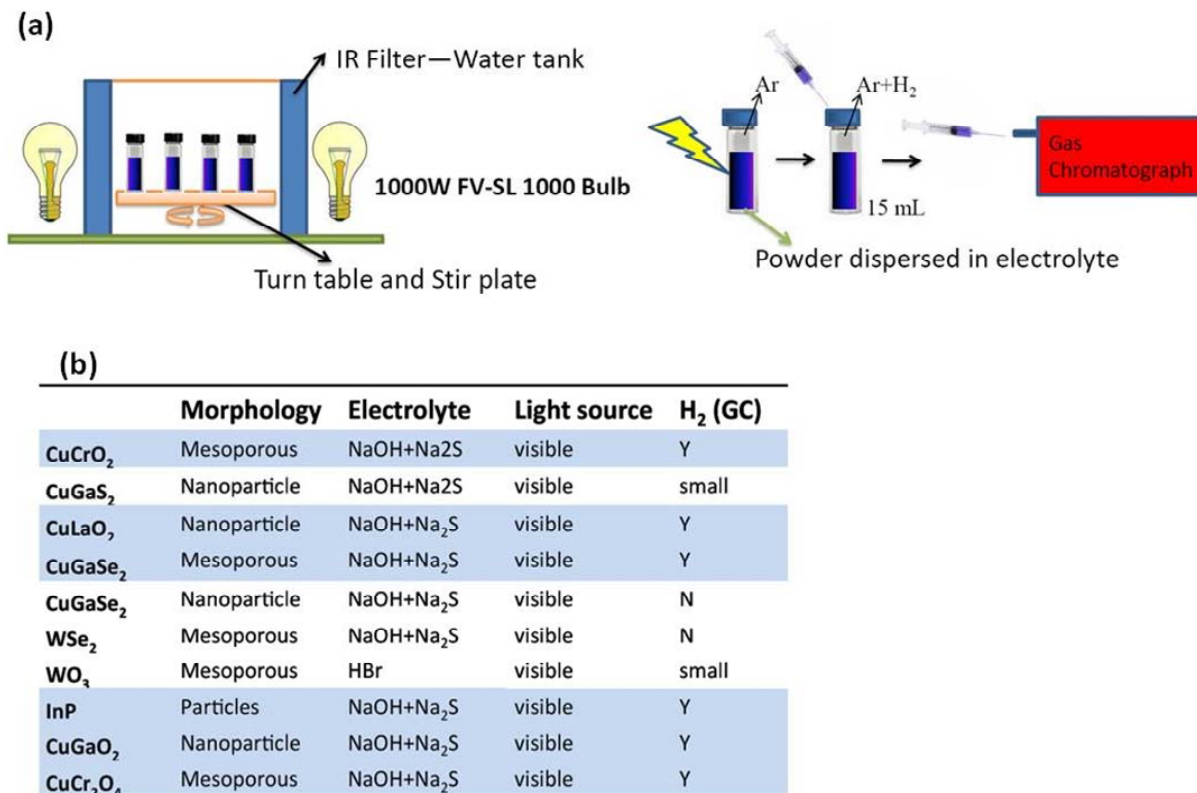 (a)
IR Filter—Water tank
1000W FV-SL 1000 Bulb
Turn table and Stir plate
Ar
Ar+H₂
15 mL
Gas
Chromatograph
Powder dispersed in electrolyte
(b)
Morphology Electrolyte Light source H₂ (GC)
CuCrO₂ Mesoporous NaOH+Na2S visible Y
CuGaS₂ Nanoparticle NaOH+Na2S visible small
CuLaO₂ Nanoparticle NaOH+Na₂S visible Y
CuGaSe₂ Mesoporous NaOH+Na₂S visible Y
CuGaSe₂ Nanoparticle NaOH+Na₂S visible N
WSe₂ Mesoporous NaOH+Na₂S visible N
WO₃ Mesoporous HBr visible small
InP Particles NaOH+Na₂S visible Y
CuGaO₂ Nanoparticle NaOH+Na₂S visible Y
CuCr₂O₄ Mesoporous NaOH+Na₂S visible Y